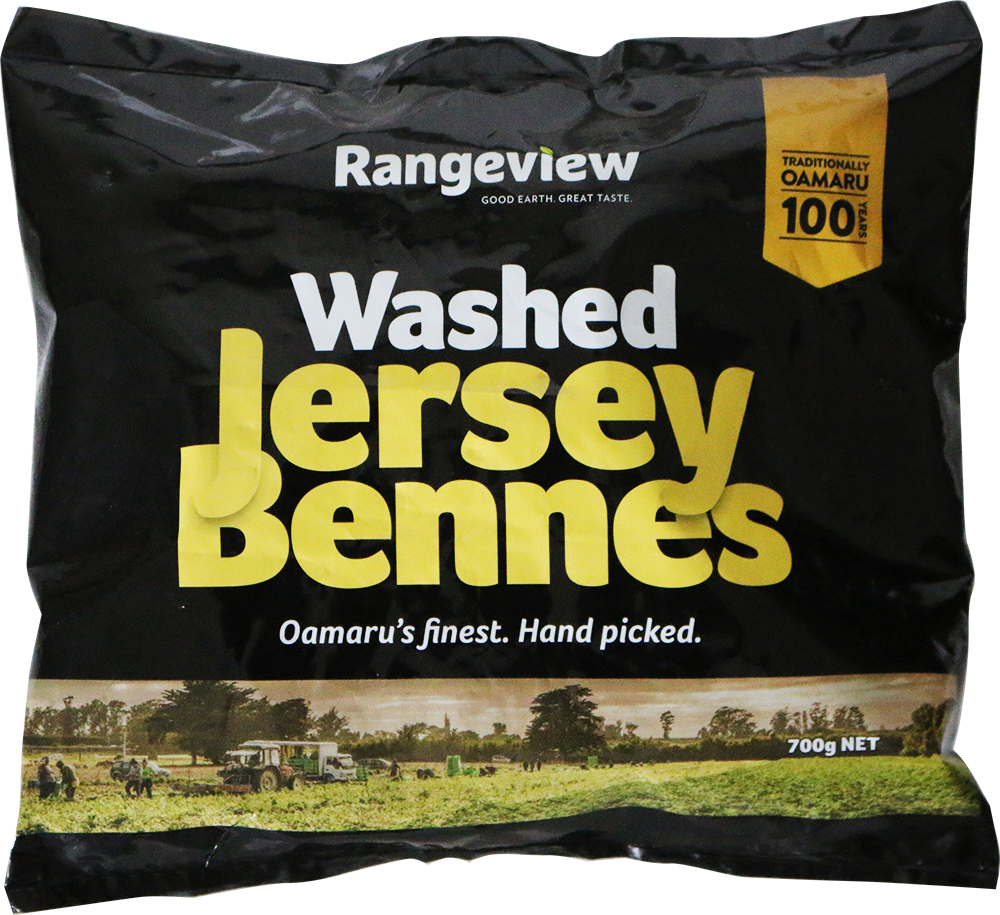 Rangeview
GOOD EARTH. GREAT TASTE.
TRADITIONALLY
OAMARU
100 YEARS
Washed
Jersey
Bennes
Oamaru's finest. Hand picked.
700g NET